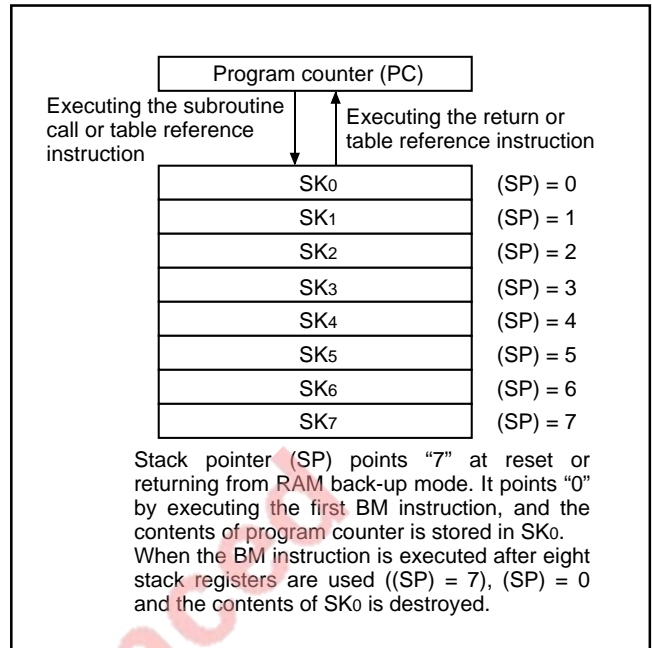 Program counter (PC)
Executing the subroutine
call or table reference
instruction
Executing the return or
table reference instruction
SK0 (SP) = 0
SK1 (SP) = 1
SK2 (SP) = 2
SK3 (SP) = 3
SK4 (SP) = 4
SK5 (SP) = 5
SK6 (SP) = 6
SK7 (SP) = 7
Stack pointer (SP) points “7” at reset or
returning from RAM back-up mode. It points “0”
by executing the first BM instruction, and the
contents of program counter is stored in SK0.
When the BM instruction is executed after eight
stack registers are used ((SP) = 7), (SP) = 0
and the contents of SK0 is destroyed.